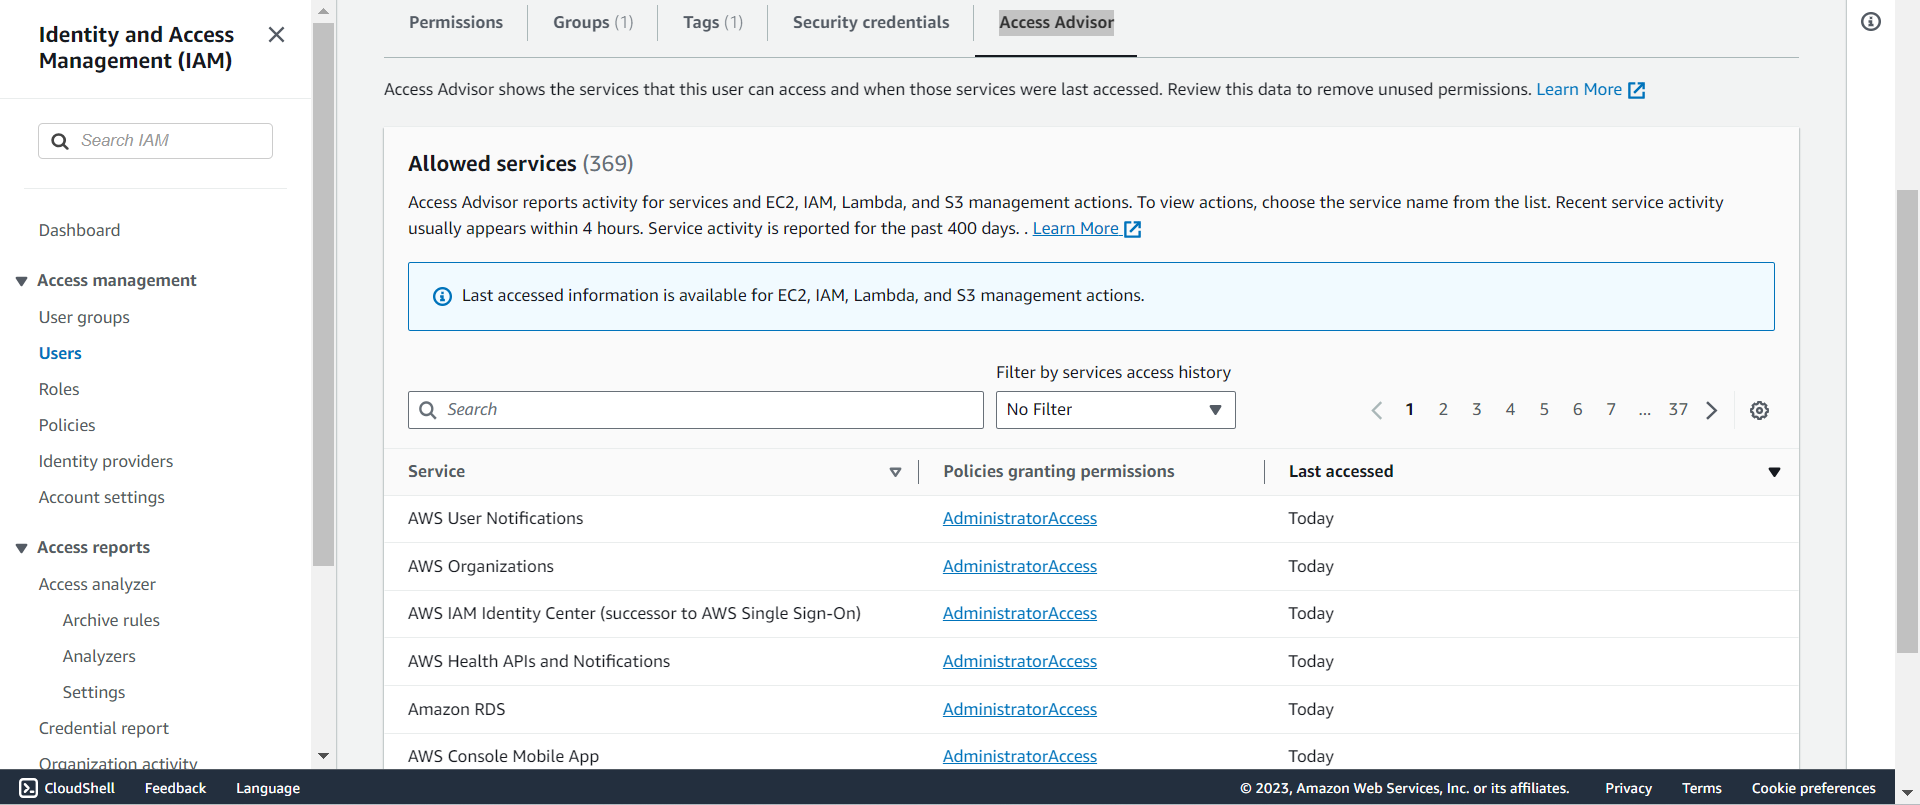 Identity and Access
Management (IAM)
Search IAM
Dashboard
Access management
User groups
Users
Roles
Policies
Identity providers
Account settings
Access reports
Access analyzer
Archive rules
Analyzers
Settings
Credential report
Organization activity
Permissions
Groups (1)
Tags (1)
Security credentials
Access Advisor
Access Advisor shows the services that this user can access and when those services were last accessed. Review this data to remove unused permissions. Learn More
Allowed services (369)
Access Advisor reports activity for services and EC2, IAM, Lambda, and S3 management actions. To view actions, choose the service name from the list. Recent service activity
usually appears within 4 hours. Service activity is reported for the past 400 days. . Learn More
Last accessed information is available for EC2, IAM, Lambda, and S3 management actions.
Filter by services access history
Search
No Filter
1 2 3 4 5 6 7 ... 37
Service Policies granting permissions Last accessed
AWS User Notifications AdministratorAccess Today
AWS Organizations AdministratorAccess Today
AWS IAM Identity Center (successor to AWS Single Sign-On) AdministratorAccess Today
AWS Health APIs and Notifications AdministratorAccess Today
Amazon RDS AdministratorAccess Today
AWS Console Mobile App AdministratorAccess Today
CloudShell Feedback Language © 2023, Amazon Web Services, Inc. or its affiliates. Privacy Terms Cookie preferences